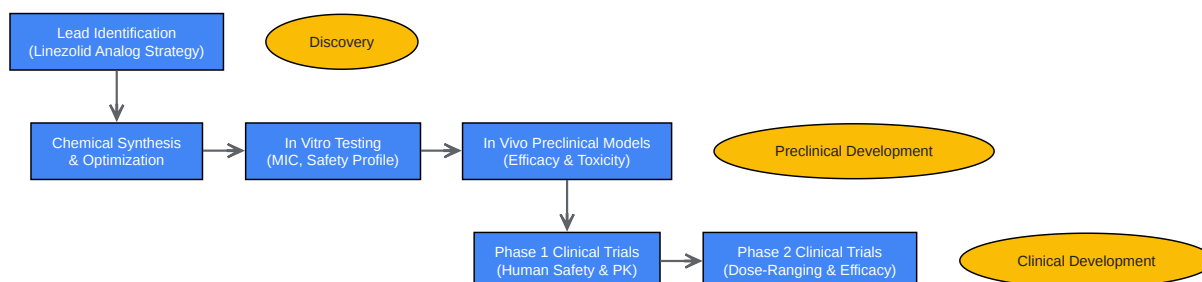 Lead Identification
(Linezolid Analog Strategy)
Discovery
Chemical Synthesis
& Optimization
In Vitro Testing
(MIC, Safety Profile)
In Vivo Preclinical Models
(Efficacy & Toxicity)
Preclinical Development
Phase 1 Clinical Trials
(Human Safety & PK)
Phase 2 Clinical Trials
(Dose-Ranging & Efficacy)
Clinical Development